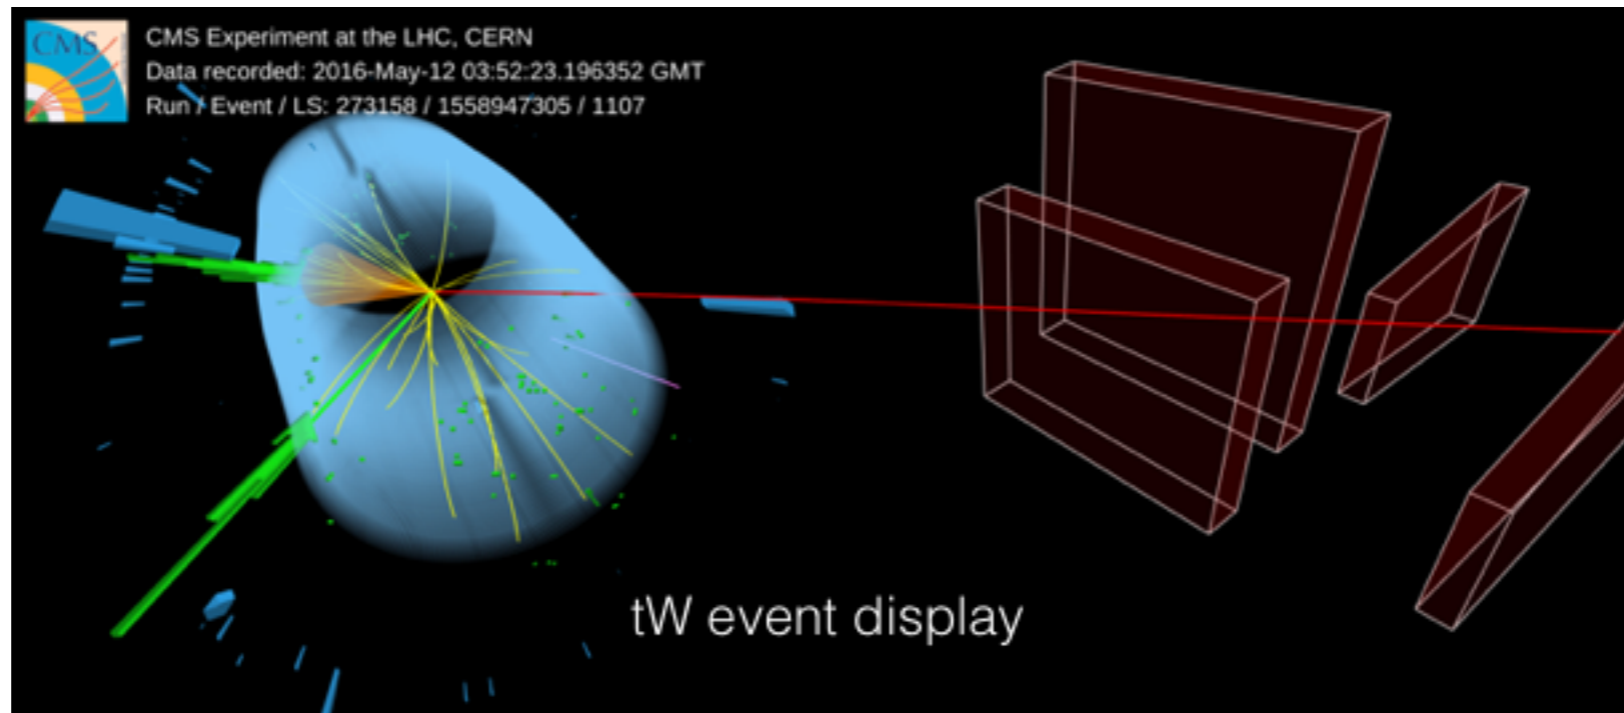 CMS
CMS Experiment at the LHC, CERN
Data recorded: 2016-May-12 03:52:23.196352 GMT
Run / Event / LS: 273158 / 1558947305 / 1107
tW event display